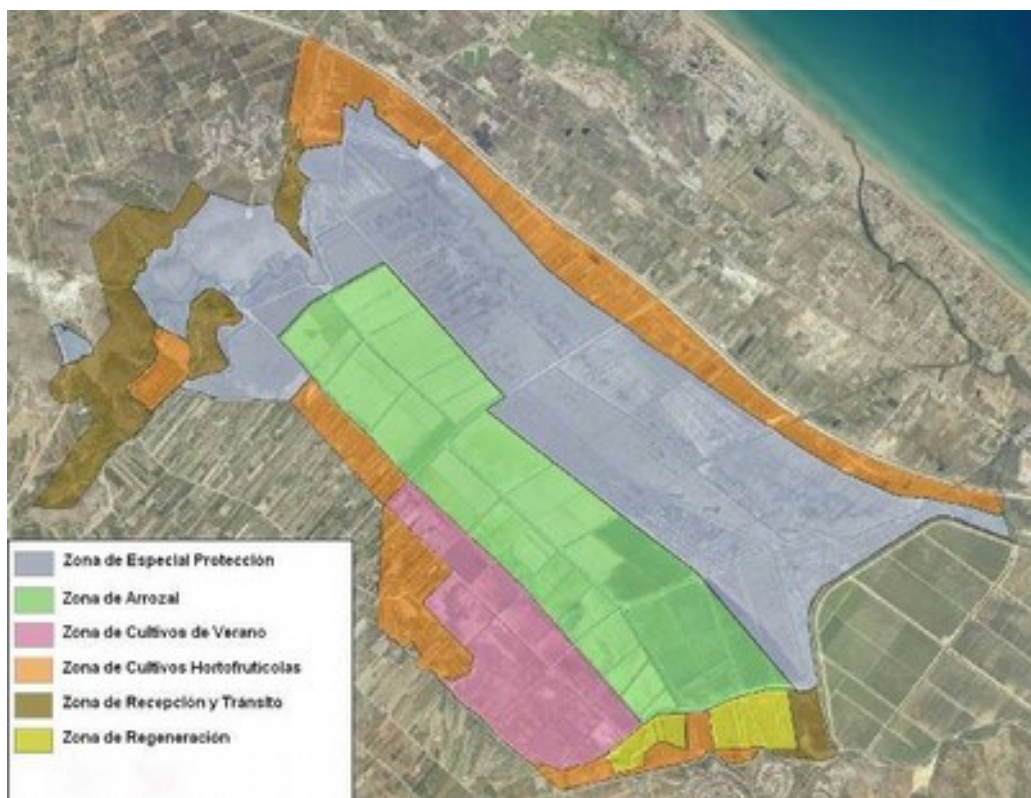 Zona de Especial Protección
Zona de Arrozal
Zona de Cultivos de Verano
Zona de Cultivos Hortofrutícolas
Zona de Recepción y Tránsito
Zona de Regeneración